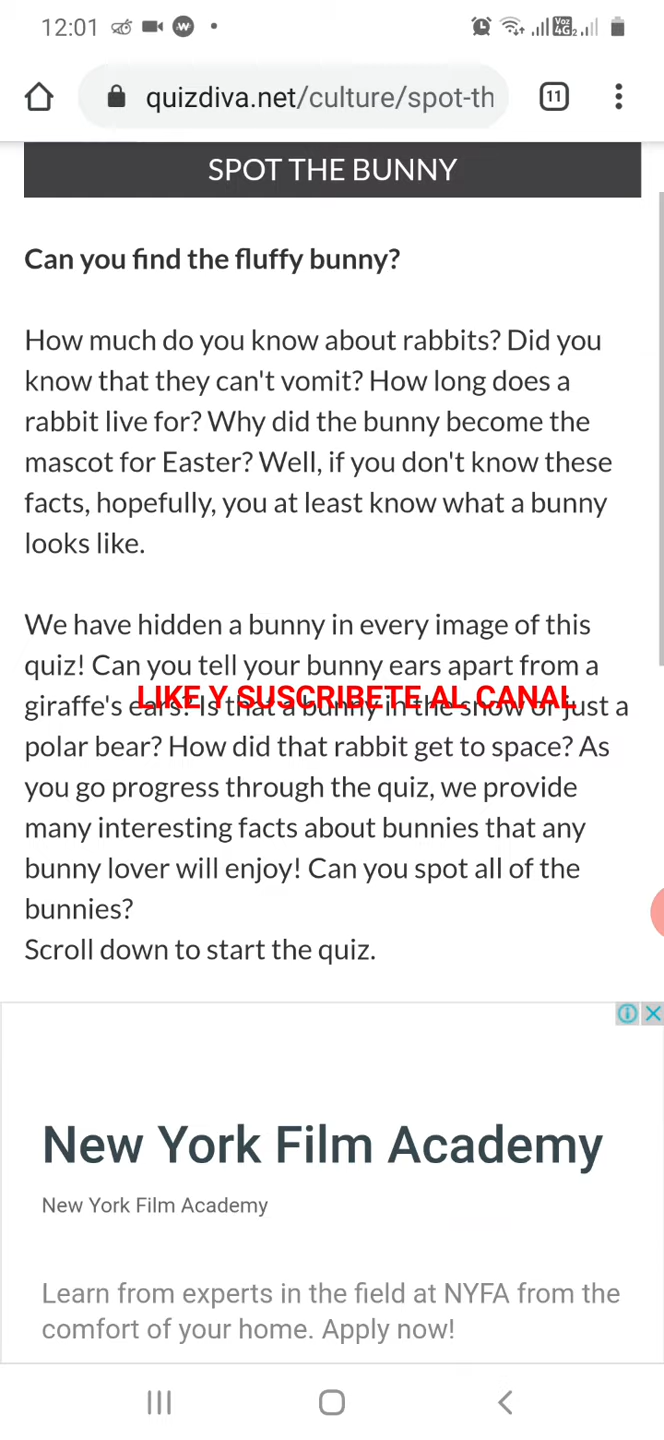 12:01
Voz
4G2
quizdiva.net/culture/spot-th
11
SPOT THE BUNNY
Can you find the fluffy bunny?
How much do you know about rabbits? Did you
know that they can't vomit? How long does a
rabbit live for? Why did the bunny become the
mascot for Easter? Well, if you don't know these
facts, hopefully, you at least know what a bunny
looks like.
We have hidden a bunny in every image of this
quiz! Can you tell your bunny ears apart from a
LIKE Y SUSCRIBETE AL CANAL
giraffe's ears? Is that a bunny in the snow or just a
polar bear? How did that rabbit get to space? As
you go progress through the quiz, we provide
many interesting facts about bunnies that any
bunny lover will enjoy! Can you spot all of the
bunnies?
Scroll down to start the quiz.
New York Film Academy
New York Film Academy
Learn from experts in the field at NYFA from the
comfort of your home. Apply now!